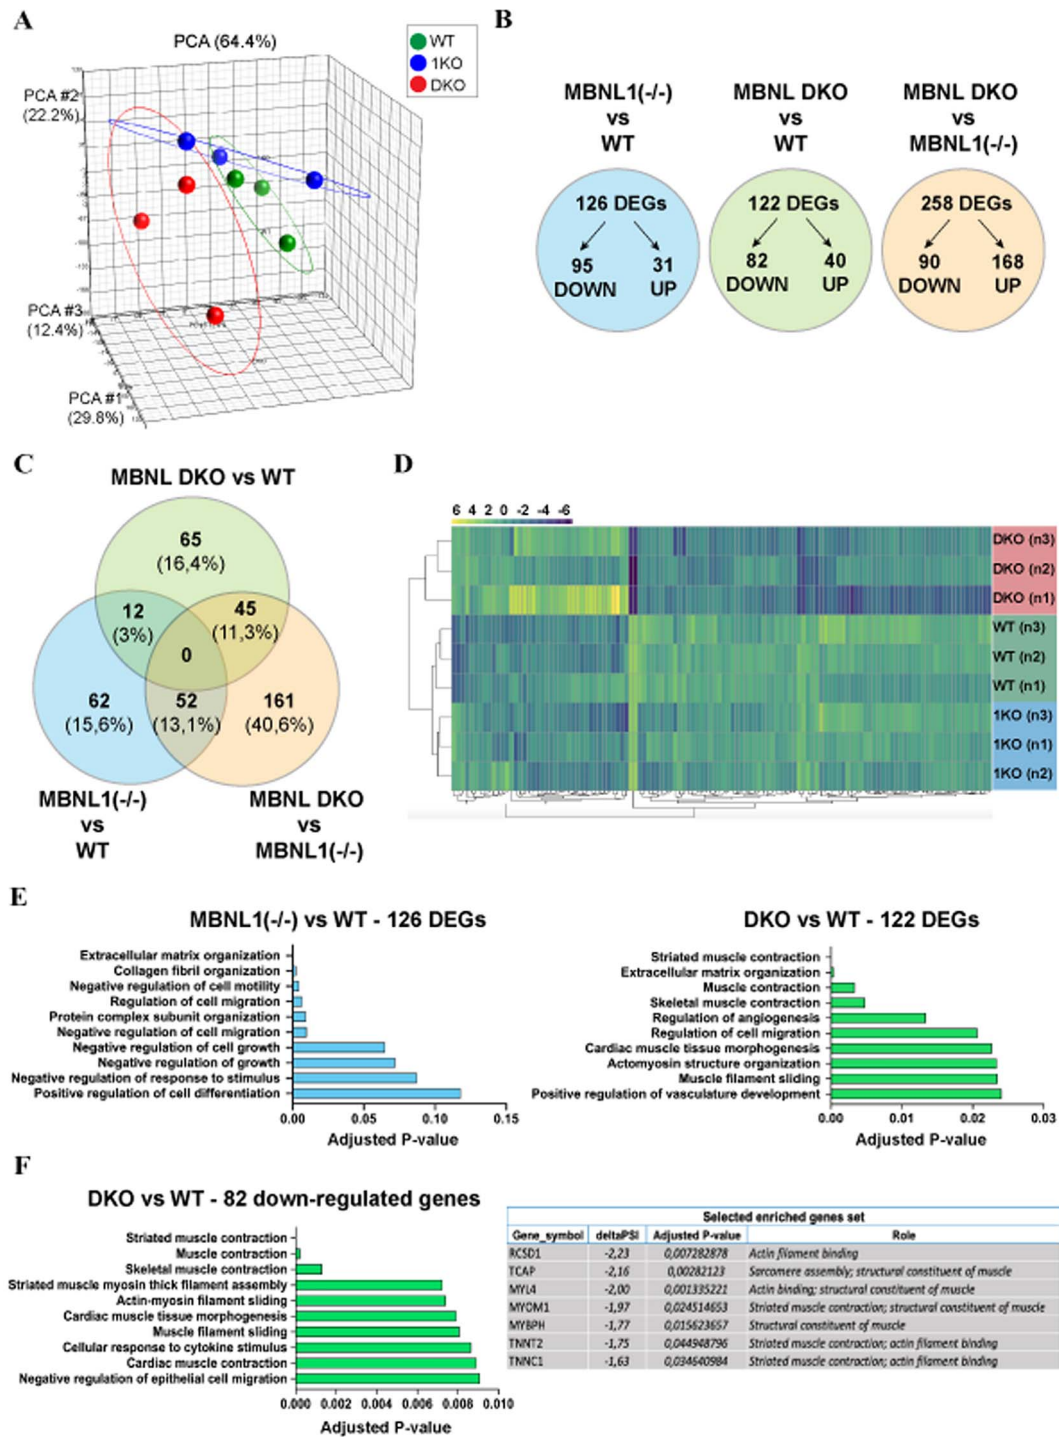 A
PCA (64.4%)
WT
1KO
DKO
PCA #2
(22.2%)
PCA #3
(12.4%)
PCA #1
(29.8%)
B
MBNL1(-/-)
vs
WT
126 DEGs
95
DOWN
31
UP
MBNL DKO
vs
WT
122 DEGs
82
DOWN
40
UP
MBNL DKO
vs
MBNL1(-/-)
258 DEGs
90
DOWN
168
UP
C
MBNL DKO vs WT
65
(16,4%)
12
(3%)
45
(11,3%)
0
62
(15,6%)
52
(13,1%)
161
(40,6%)
MBNL1(-/-)
vs
WT
MBNL DKO
vs
MBNL1(-/-)
D
6 4 2 0 -2 -4 -6
DKO (n3)
DKO (n2)
DKO (n1)
WT (n3)
WT (n2)
WT (n1)
1KO (n3)
1KO (n1)
1KO (n2)
E
MBNL1(-/-) vs WT - 126 DEGs
Extracellular matrix organization
Collagen fibril organization
Negative regulation of cell motility
Regulation of cell migration
Protein complex subunit organization
Negative regulation of cell migration
Negative regulation of cell growth
Negative regulation of growth
Negative regulation of response to stimulus
Positive regulation of cell differentiation
0.00 0.05 0.10 0.15
Adjusted P-value
DKO vs WT - 122 DEGs
Striated muscle contraction
Extracellular matrix organization
Muscle contraction
Skeletal muscle contraction
Regulation of angiogenesis
Regulation of cell migration
Cardiac muscle tissue morphogenesis
Actomyosin structure organization
Muscle filament sliding
Positive regulation of vasculature development
0.00 0.01 0.02 0.03
Adjusted P-value
F
DKO vs WT - 82 down-regulated genes
Striated muscle contraction
Muscle contraction
Skeletal muscle contraction
Striated muscle myosin thick filament assembly
Actin-myosin filament sliding
Cardiac muscle tissue morphogenesis
Muscle filament sliding
Cellular response to cytokine stimulus
Cardiac muscle contraction
Negative regulation of epithelial cell migration
0.000 0.002 0.004 0.006 0.008 0.010
Adjusted P-value
Selected enriched genes set
Gene_symbol deltaPSI Adjusted P-value Role
RCSD1 -2,23 0,007282878 Actin filament binding
TCAP -2,16 0,00282123 Sarcomere assembly; structural constituent of muscle
MYL4 -2,00 0,001335221 Actin binding; structural constituent of muscle
MYOM1 -1,97 0,024514653 Striated muscle contraction; structural constituent of muscle
MYBPH -1,77 0,015623657 Structural constituent of muscle
TNNT2 -1,75 0,044948796 Striated muscle contraction; actin filament binding
TNNC1 -1,63 0,034640984 Striated muscle contraction; actin filament binding